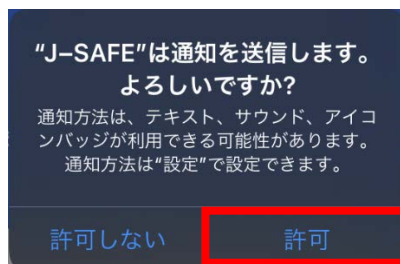 “J–SAFE”は通知を送信します。
よろしいですか?
通知方法は、テキスト、サウンド、アイコ
ンバッジが利用できる可能性があります。
通知方法は“設定”で設定できます。
許可しない
許可